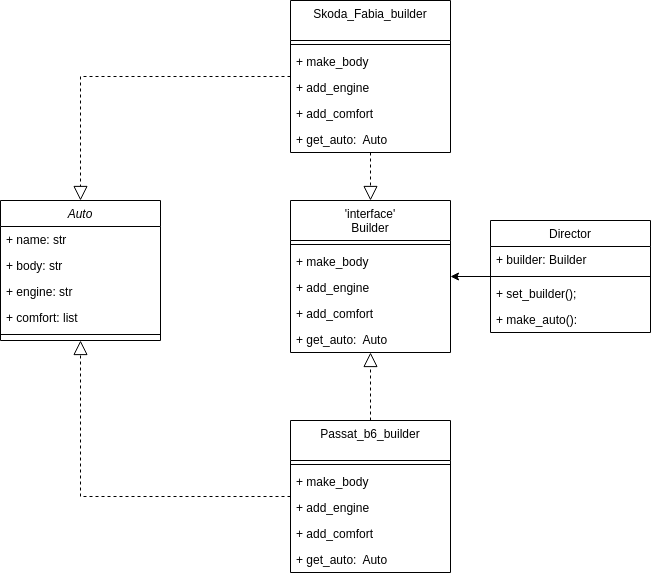 Skoda_Fabia_builder
+ make_body
+ add_engine
+ add_comfort
+ get_auto:  Auto
Auto
+ name: str
+ body: str
+ engine: str
+ comfort: list
'interface'
Builder
+ make_body
+ add_engine
+ add_comfort
+ get_auto:  Auto
Director
+ builder: Builder
+ set_builder();
+ make_auto():
Passat_b6_builder
+ make_body
+ add_engine
+ add_comfort
+ get_auto:  Auto